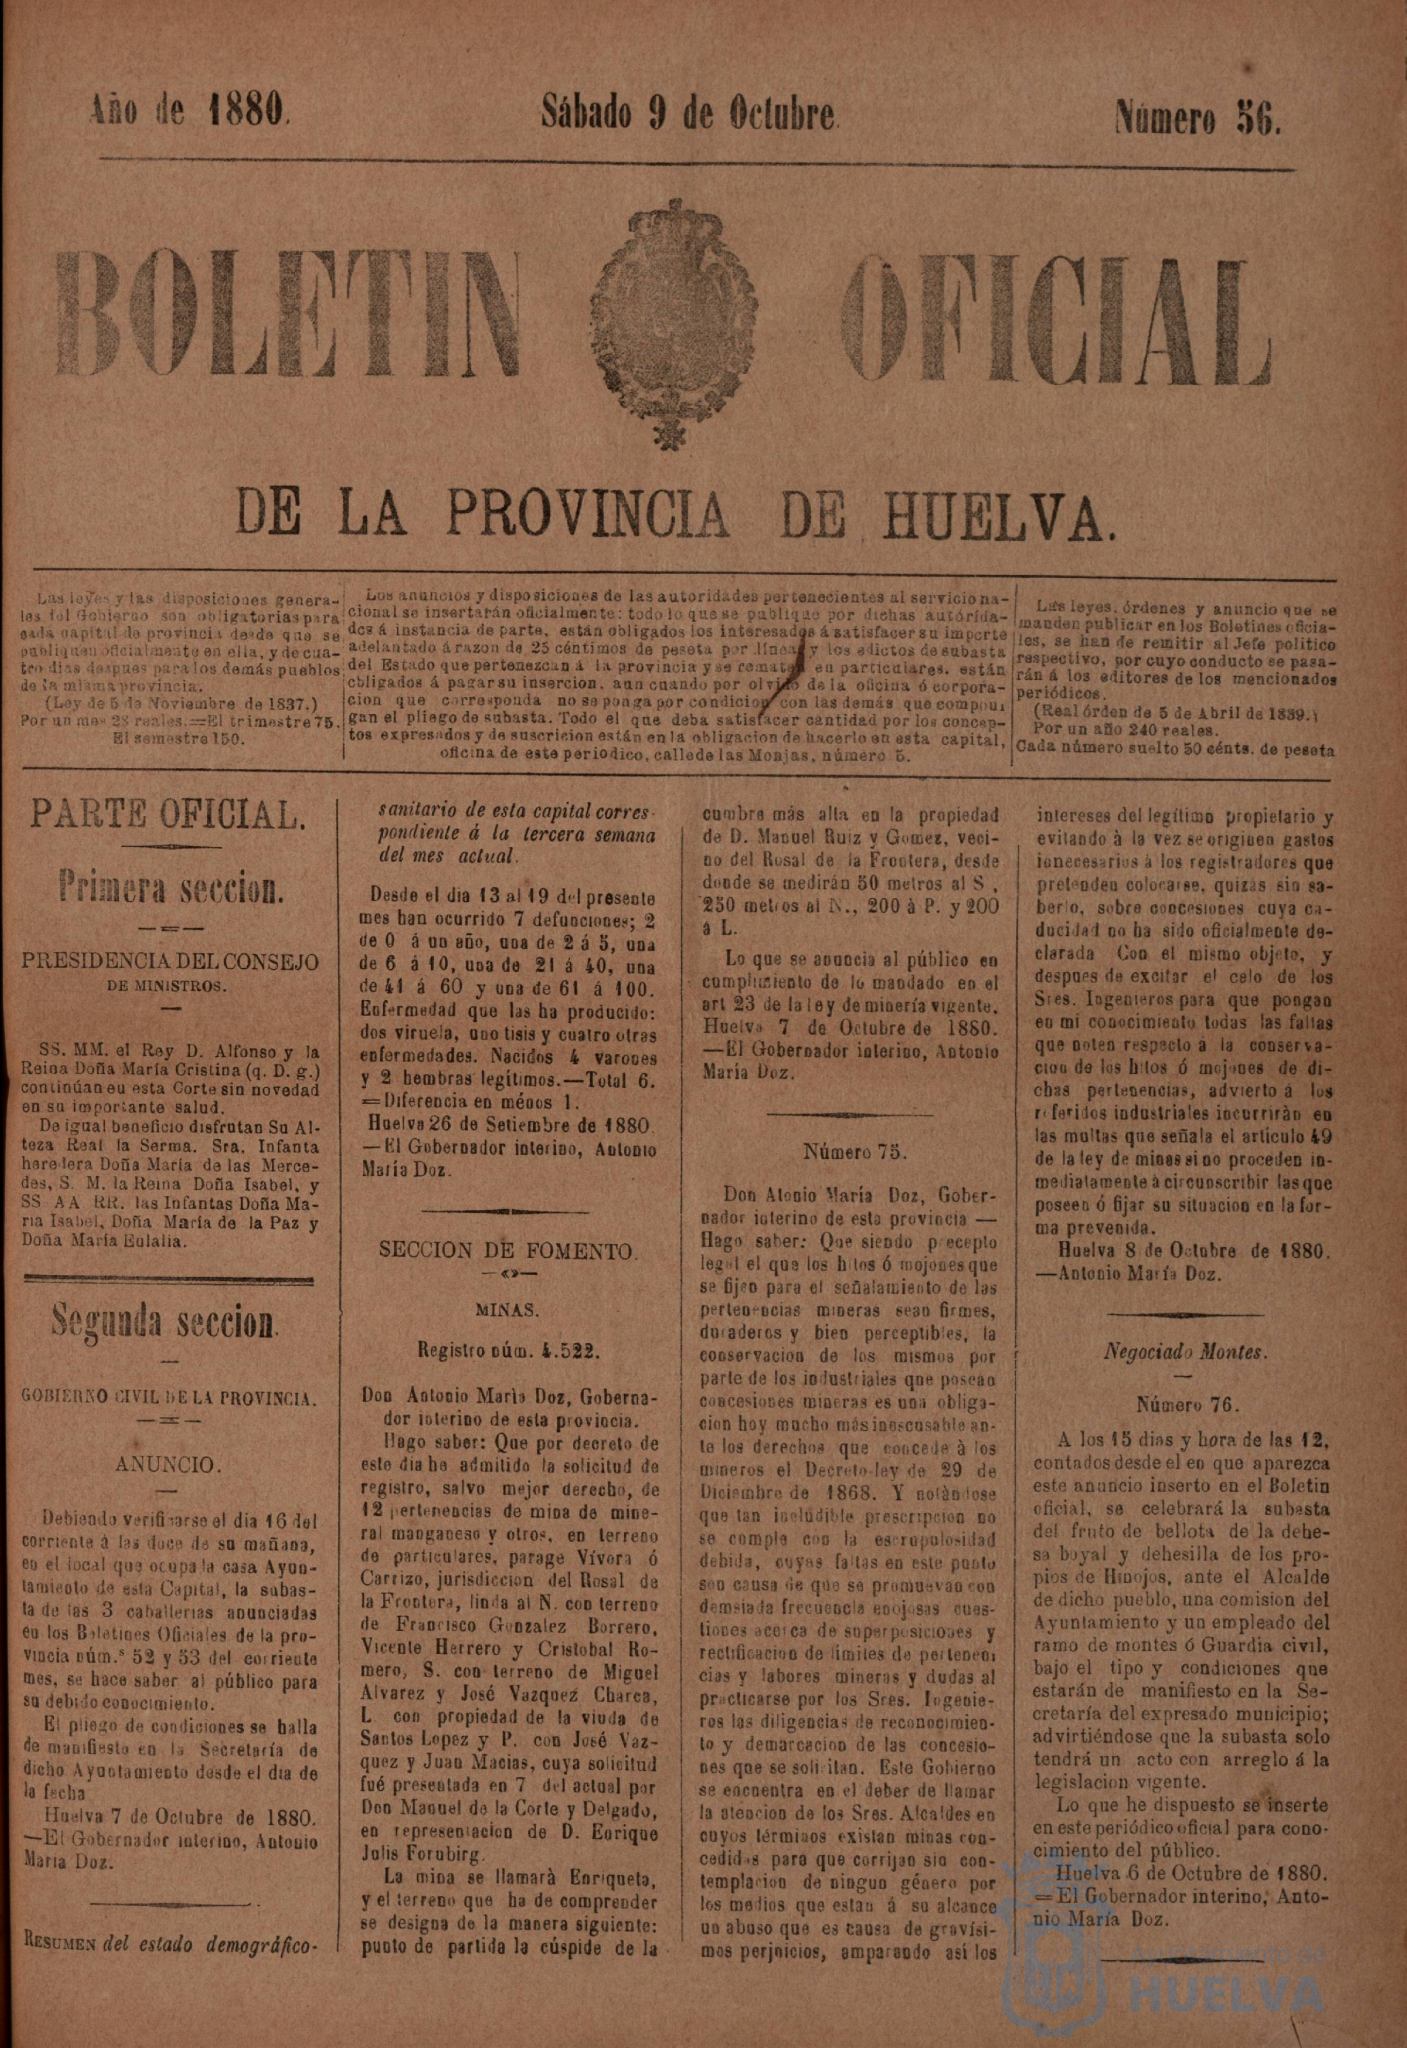 Año de 1880.
Sábado 9 de Octubre.
Número 56.
BOLETIN OFICIAL
DE LA PROVINCIA DE HUELVA.
Las leyes y las disposiciones genera-
les del Gobierno son obligatorias para
cada capital de provincia desde que se
publiquen oficialmente en ella, y de cua-
tro dias despues para los demás pueblos
de la misma provincia.
(Ley de 5 de Noviembre de 1837.)
Por un mes 28 reales.=El trimestre 75.
El semestre 150.
Los anuncios y disposiciones de las autoridades pertenecientes al servicio na-
cional se insertarán oficialmente: todo lo que se publique por dichas autorida-
des á instancia de parte, están obligados los interesados á satisfacer su importe
adelantado á razon de 25 céntimos de peseta por línea y los edictos de subasta
del Estado que pertenezcan á la provincia y se rematen en particulares, están
obligados á pagar su insercion, aun cuando por olvido de la oficina ó corpora-
cion que corresponda no se ponga por condicion con las demás que compon
gan el pliego de subasta. Todo el que deba satisfacer cantidad por los concep-
tos expresados y de suscricion están en la obligacion de hacerlo en esta capital,
oficina de este periodico, calle de las Monjas, número 5.
Las leyes, órdenes y anuncio que se
manden publicar en los Boletines oficia-
les, se han de remitir al Jefe político
respectivo, por cuyo conducto se pasa-
rán á los editores de los mencionados
periódicos.
(Real órden de 5 de Abril de 1839.)
Por un año 240 reales.
Cada número suelto 50 cénts. de peseta
PARTE OFICIAL.
Primera seccion.
PRESIDENCIA DEL CONSEJO
DE MINISTROS.
SS. MM. el Rey D. Alfonso y la
Reina Doña María Cristina (q. D. g.)
continúan eu esta Corte sin novedad
en su importante salud.
De igual beneficio disfrutan Su Al-
teza Real la Serma. Sra. Infanta
heredera Doña María de las Merce-
des, S. M. la Reina Doña Isabel, y
SS AA RR. las Infantas Doña Ma-
ria Isabel, Doña María de la Paz y
Doña María Eulalia.
Segunda seccion.
GOBIERNO CIVIL DE LA PROVINCIA.
ANUNCIO.
Debiendo verificarse el dia 16 del
corriente á las doce de su mañana,
en el local que ocupa la casa Ayun-
tamiento de esta Capital, la subas-
ta de las 3 caballerias anunciadas
en los Boletines Oficiales de la pro-
vincia núm.s 52 y 53 del corriente
mes, se hace saber al público para
su debido conocimiento.
El pliego de condiciones se halla
de manifiesto en la Secretaría de
dicho Ayuntamiento desde el dia de
la fecha
Huelva 7 de Octubre de 1880.
—El Gobernador interino, Antonio
Maria Doz.
RESUMEN del estado demográfico-
sanitario de esta capital corres-
pondiente á la tercera semana
del mes actual.
Desde el dia 13 al 19 del presente
mes han ocurrido 7 defunciones; 2
de 0 á un año, una de 2 á 5, una
de 6 á 10, una de 21 á 40, una
de 41 á 60 y una de 61 á 100.
Enfermedad que las ha producido:
dos viruela, uno tisis y cuatro otras
enfermedades. Nacidos 4 varones
y 2 hembras legítimos.—Total 6.
=Diferencia en ménos 1.
Huelva 26 de Setiembre de 1880.
—El Gobernador interino, Antonio
María Doz.
SECCION DE FOMENTO.
MINAS.
Registro núm. 4.522.
Don Antonio Marìa Doz, Goberna-
dor interino de esta provincia.
Hago saber: Que por decreto de
este dia he admitido la solicitud de
registro, salvo mejor derecho, de
12 pertenencias de mina de mine-
ral manganeso y otros, en terreno
de particulares, parage Vívora ó
Carrizo, jurisdiccion del Rosal de
la Frontera, linda al N. con terreno
de Francisco Gonzalez Borrero,
Vicente Herrero y Cristobal Ro-
mero, S. con terreno de Miguel
Alvarez y José Vazquez Charca,
L. con propiedad de la viuda de
Santos Lopez y P. con José Vaz-
quez y Juan Macias, cuya solicitud
fué presentada en 7 del actual por
Don Manuel de la Corte y Delgado,
en representacion de D. Enrique
Julis Forubirg.
La mina se llamarà Enriqueta,
y el terreno que ha de comprender
se designa de la manera siguiente:
punto de partida la cúspide de la
cumbre más alta en la propiedad
de D. Manuel Ruiz y Gomez, veci-
no del Rosal de la Frontera, desde
donde se medirán 50 metros al S ,
250 metros al N., 200 à P. y 200
á L.
Lo que se anuncia al público en
cumplimiento de lo mandado en el
art 23 de la ley de minería vigente.
Huelva 7 de Octubre de 1880.
—El Gobernador interino, Antonio
María Doz.
Número 75.
Don Atonio María Doz, Gober-
nador interino de esta provincia —
Hago saber: Que siendo precepto
legal el que los hitos ó mojones que
se fijen para el señalamiento de las
pertenencias mineras sean firmes,
duraderos y bien perceptibles, la
conservacion de los mismos por
parte de los industriales que posean
concesiones mineras es una obliga-
cion hoy mucho más inescusable an-
te los derechos que concede à los
mineros el Decreto-ley de 29 de
Diciembre de 1868. Y notàndose
que tan includible prescripcion no
se cumple con la escrupulosidad
debida, cuyas faltas en este punto
son causa de que se promuevan con
demsiada frecuencia enojosas cues-
tiones acerca de superposiciones y
rectificacion de límites de pertenen-
cias y labores mineras y dudas al
practicarse por los Sres. Ingenie-
ros las diligencias de reconocimien-
to y demarcacion de las concesio-
nes que se solicitan. Este Gobierno
se encuentra en el deber de llamar
la atencion de los Sres. Alcaldes en
cuyos términos existan minas con-
cedidas para que corrijan sin con-
templacion de ningun género por
los medios que estan á su alcance
un abuso que es causa de gravísi-
mos perjnicios, amparando así los
intereses del legítimo propietario y
evitando à la vez se originen gastos
innecesarios à los registradores que
pretenden colocarse, quizás sin sa-
berlo, sobre concesiones cuya ca-
ducidad no ha sido oficialmente de-
clarada Con el mismo objeto, y
despues de excitar el celo de los
Sres. Ingenieros para que pongan
en mi conocimiento todas las faltas
que noten respecto à la conserva-
cion de los hitos ó mojones de di-
chas pertenencias, advierto á los
referidos industriales incurrirán en
las multas que señala el artículo 49
de la ley de minas si no proceden in-
mediatamente à circunscribir las que
poseen ó fijar su situacion en la for-
ma prevenida.
Huelva 8 de Octubre de 1880.
—Antonio María Doz.
Negociado Montes.
Número 76.
A los 15 dias y hora de las 12,
contados desde el en que aparezca
este anuncio inserto en el Boletin
oficial, se celebrará la subasta
del fruto de bellota de la dehe-
sa boyal y dehesilla de los pro-
pios de Hinojos, ante el Alcalde
de dicho pueblo, una comision del
Ayuntamiento y un empleado del
ramo de montes ó Guardia civil,
bajo el tipo y condiciones que
estarán de manifiesto en la Se-
cretaría del expresado municipio;
advirtiéndose que la subasta solo
tendrá un acto con arreglo á la
legislacion vigente.
Lo que he dispuesto se inserte
en este periódico oficial para cono-
cimiento del público.
Huelva 6 de Octubre de 1880.
=El Gobernador interino, Anto-
nio María Doz.
Ayuntamiento de
HUELVA